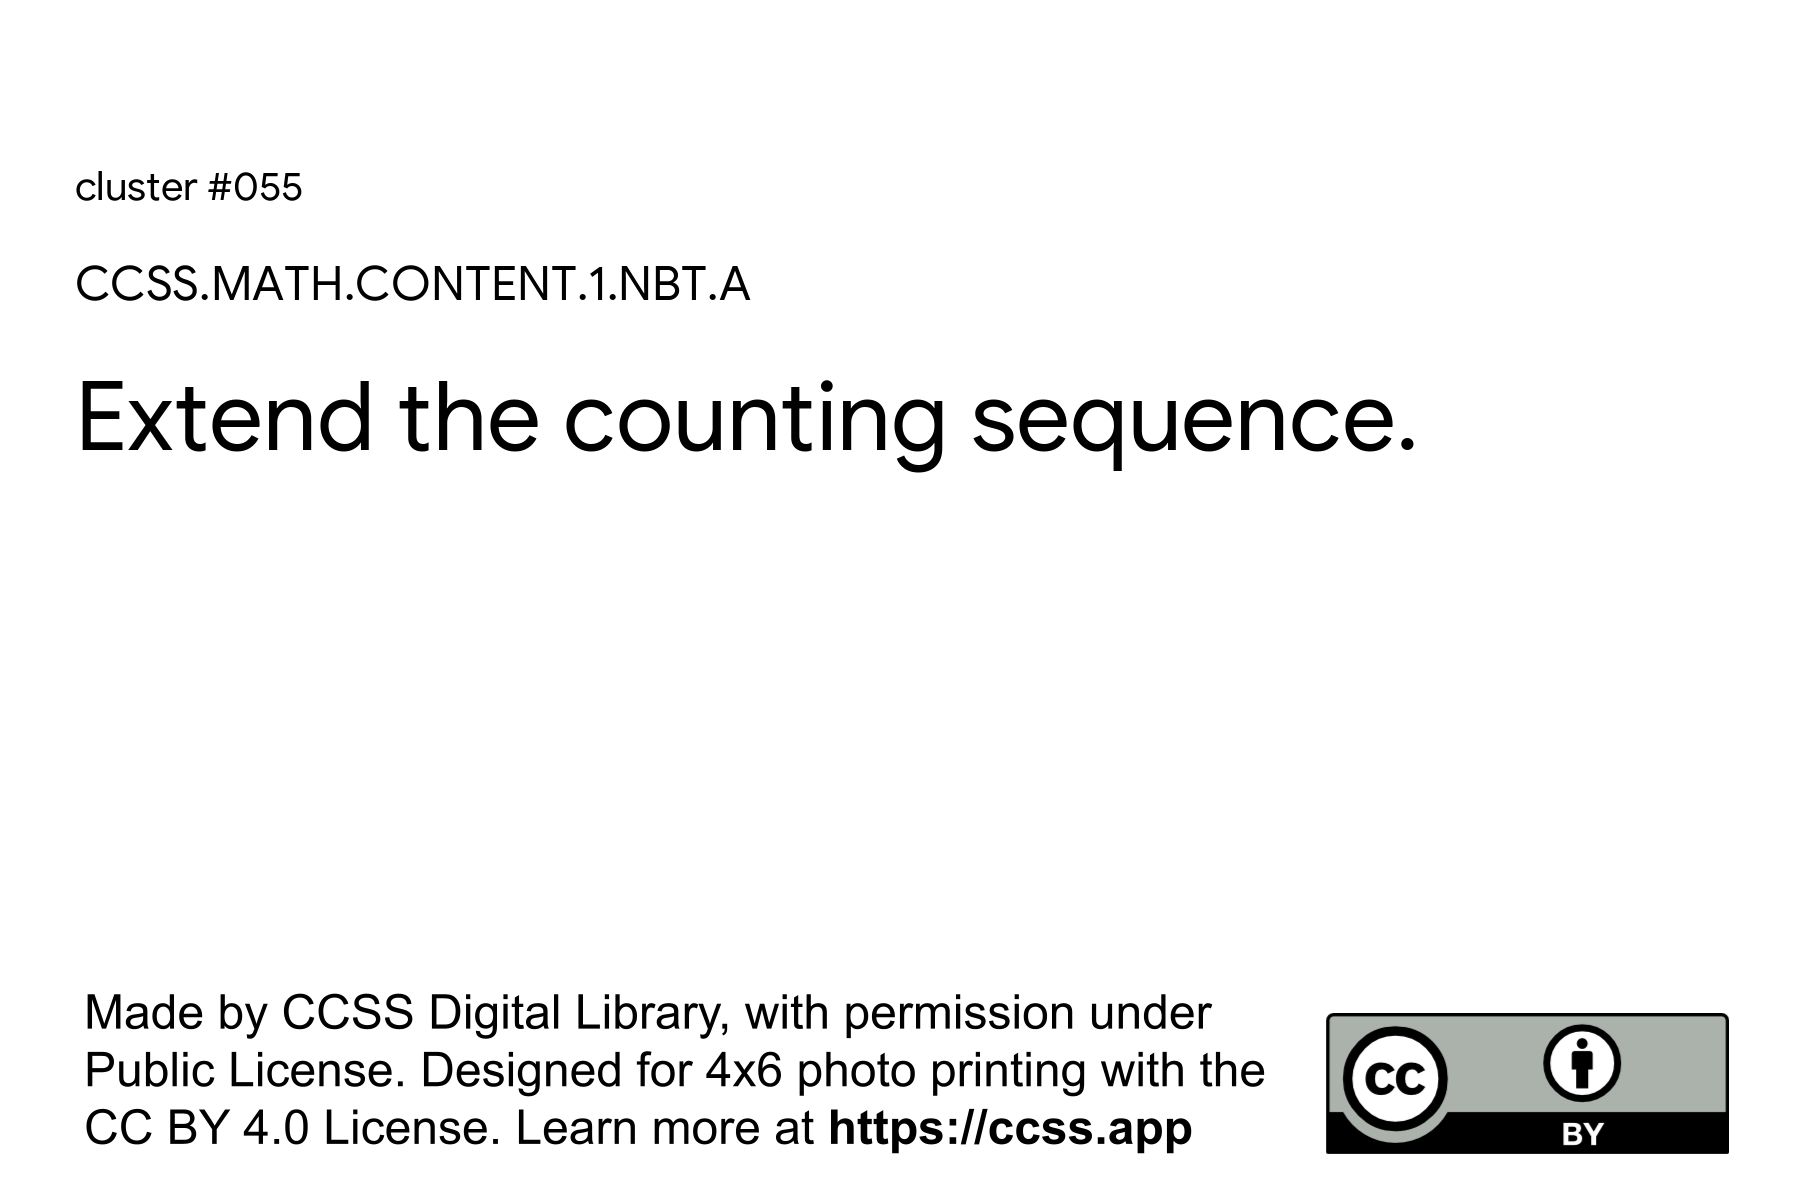 cluster #055
CCSS.MATH.CONTENT.1.NBT.A
Extend the counting sequence.
Made by CCSS Digital Library, with permission under
Public License. Designed for 4x6 photo printing with the
CC BY 4.0 License. Learn more at https://ccss.app
CC
BY